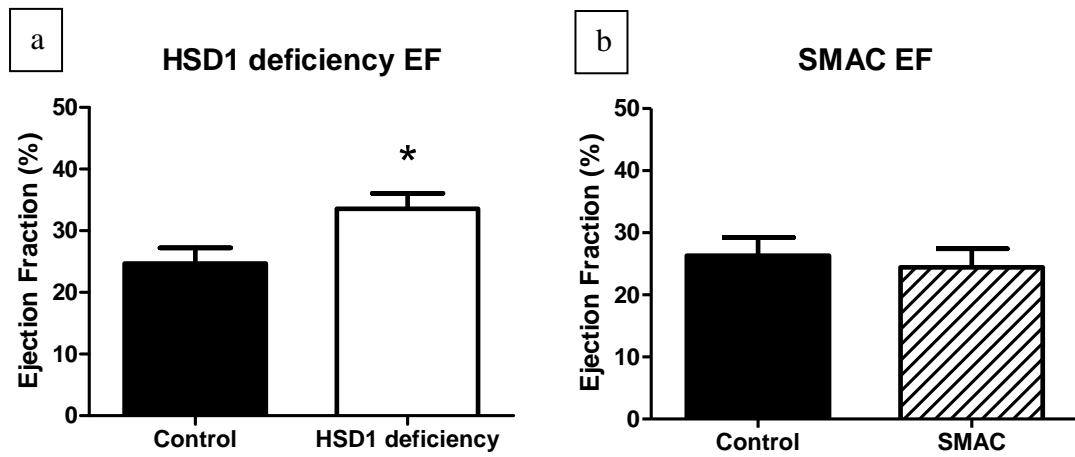 a
HSD1 deficiency EF
Ejection Fraction (%)
50
40
30
20
10
0
*
Control
HSD1 deficiency
b
SMAC EF
Ejection Fraction (%)
50
40
30
20
10
0
Control
SMAC